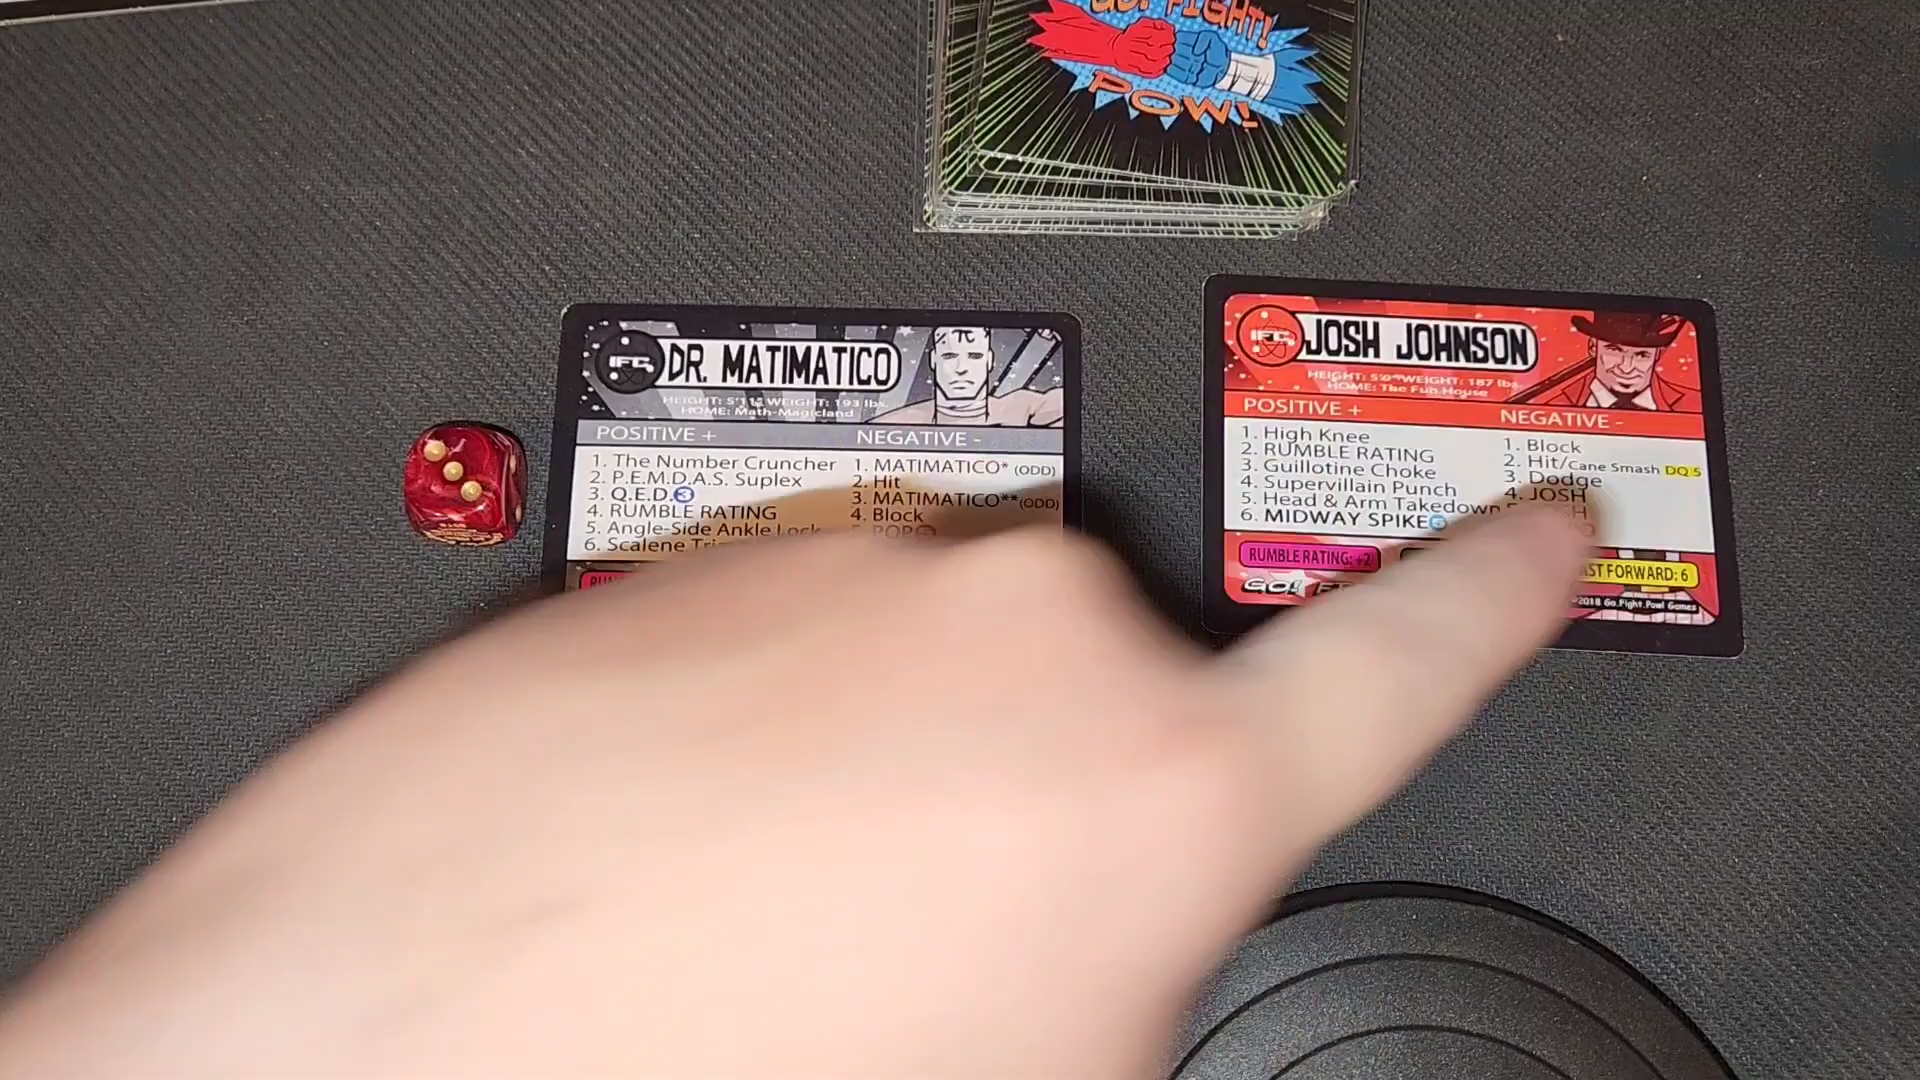 GO! FIGHT!
POW!
IFC
DR. MATIMATICO
HEIGHT: 5'11" WEIGHT: 193 lbs.
HOME: Math-Magicland
POSITIVE +
NEGATIVE -
1. The Number Cruncher
2. P.E.M.D.A.S. Suplex
3. Q.E.D. 3
4. RUMBLE RATING
5. Angle-Side Ankle Lock
6. Scalene
1. MATIMATICO* (ODD)
2. Hit
3. MATIMATICO** (ODD)
4. Block
IFC
JOSH JOHNSON
HEIGHT: 5'0" WEIGHT: 187 lbs.
HOME: The Fun House
POSITIVE +
NEGATIVE -
1. High Knee
2. RUMBLE RATING
3. Guillotine Choke
4. Supervillain Punch
5. Head & Arm Takedown
6. MIDWAY SPIKE
1. Block
2. Hit/Cane Smash DQ 5
3. Dodge
4. JOSH
RUMBLE RATING: +2
FORWARD: 6
GO!
©2018 Go.Fight.Pow! Games